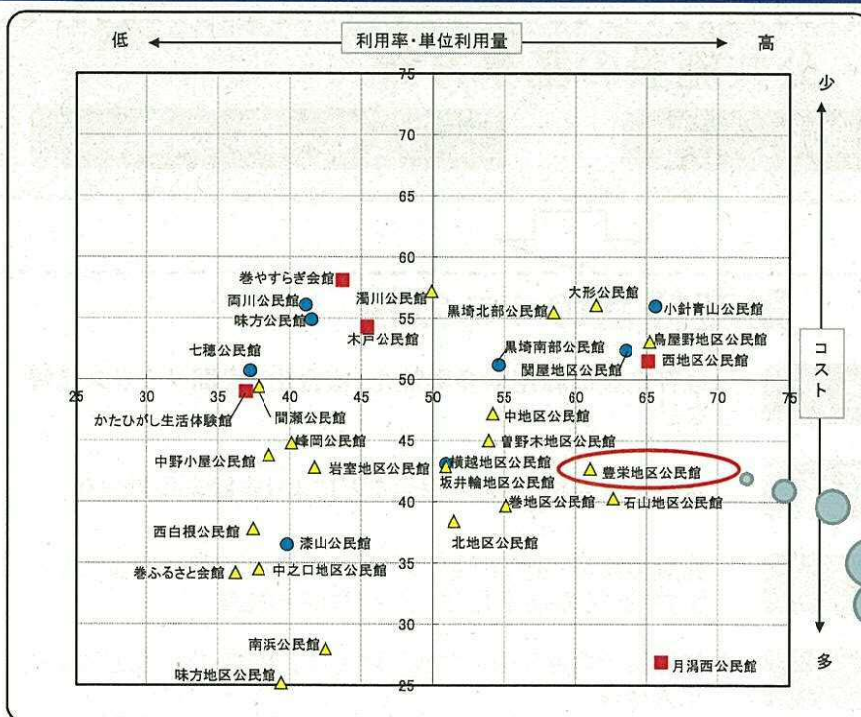 低
利用率・単位利用量
高
75
少
70
65
60
巻やすらぎ会館
両川公民館
濁川公民館
大形公民館
黒埼北部公民館
小針青山公民館
味方公民館
55
木戸公民館
鳥屋野地区公民館
七穂公民館
黒埼南部公民館
西地区公民館
関屋地区公民館
コスト
50
25
30
35
40
45
50
55
60
65
70
75
かたひがし生活体験館
間瀬公民館
中地区公民館
峰岡公民館
45
曽野木地区公民館
中野小屋公民館
岩室地区公民館
横越地区公民館
豊栄地区公民館
坂井輪地区公民館
40
巻地区公民館
石山地区公民館
西白根公民館
漆山公民館
北地区公民館
35
巻ふるさと会館
中之口地区公民館
30
南浜公民館
多
月潟西公民館
味方地区公民館
25